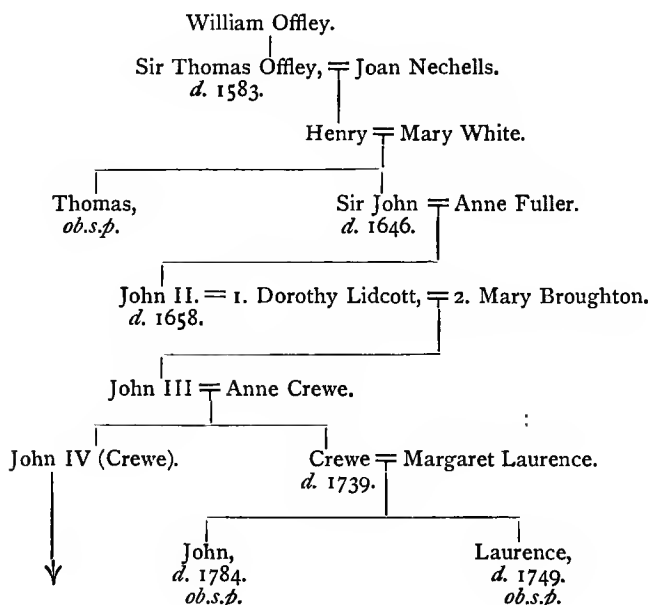 William Offley.
Sir Thomas Offley, = Joan Nechells.
d. 1583.
Henry = Mary White.
Thomas,
ob.s.p.
Sir John = Anne Fuller.
d. 1646.
John II. = 1. Dorothy Lidcott, = 2. Mary Broughton.
d. 1658.
John III = Anne Crewe.
John IV (Crewe).
Crewe = Margaret Laurence.
d. 1739.
John,
d. 1784.
ob.s.p.
Laurence,
d. 1749.
ob.s.p.